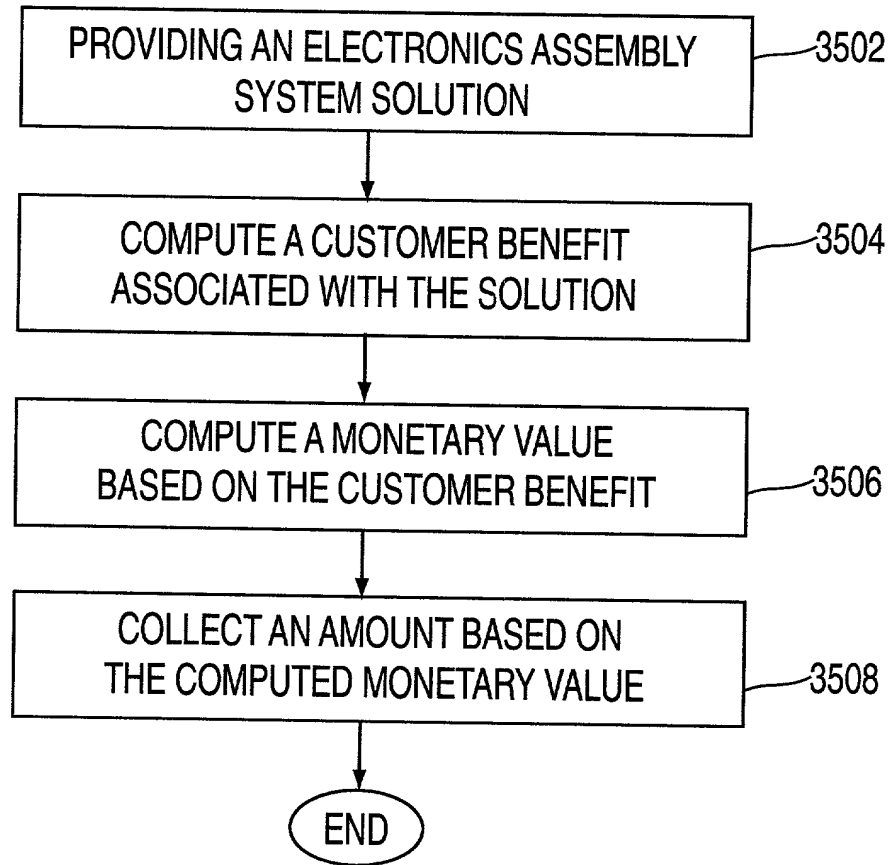 PROVIDING AN ELECTRONICS ASSEMBLY
SYSTEM SOLUTION
3502
COMPUTE A CUSTOMER BENEFIT
ASSOCIATED WITH THE SOLUTION
3504
COMPUTE A MONETARY VALUE
BASED ON THE CUSTOMER BENEFIT
3506
COLLECT AN AMOUNT BASED ON
THE COMPUTED MONETARY VALUE
3508
END